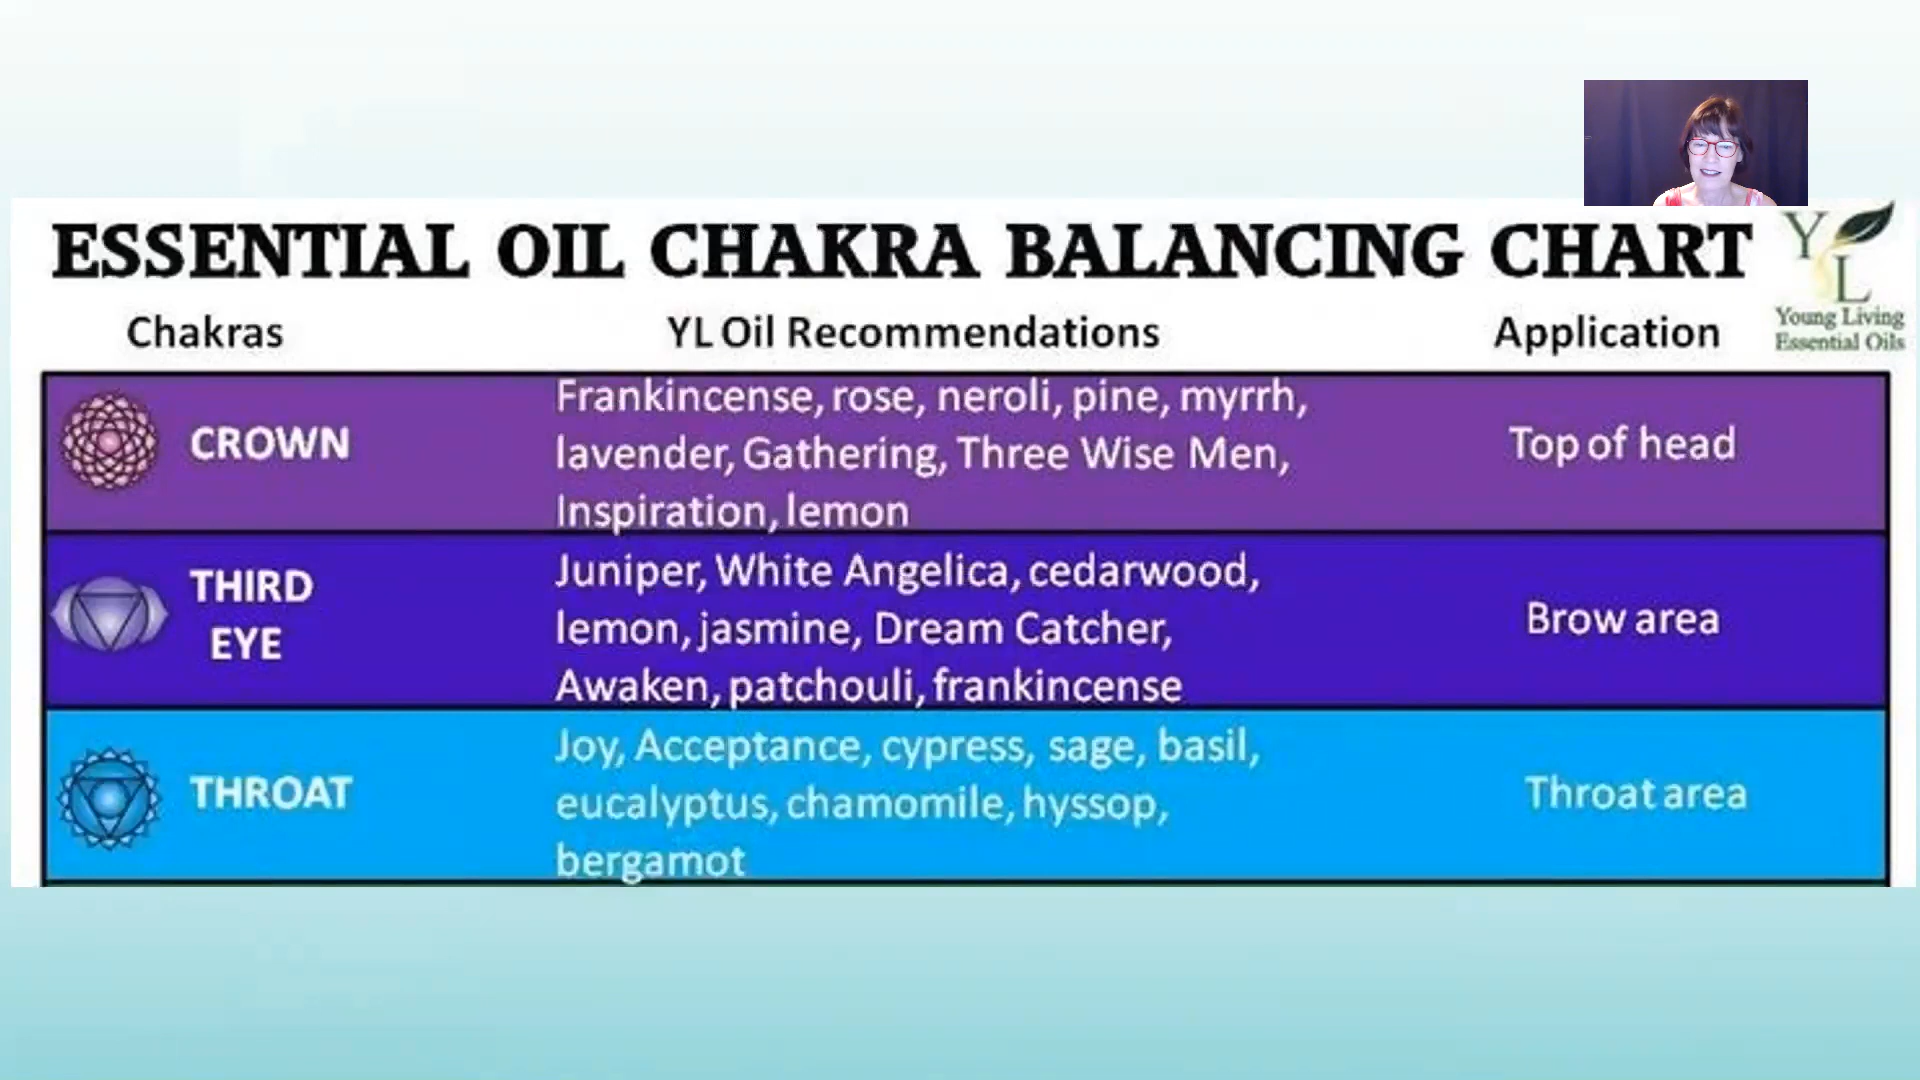 ESSENTIAL OIL CHAKRA BALANCING CHART
Y
L
Young Living
Essential Oils
Chakras YL Oil Recommendations Application
CROWN
Frankincense, rose, neroli, pine, myrrh,
lavender, Gathering, Three Wise Men,
Inspiration, lemon
Top of head
THIRD
EYE
Juniper, White Angelica, cedarwood,
lemon, jasmine, Dream Catcher,
Awaken, patchouli, frankincense
Brow area
THROAT
Joy, Acceptance, cypress, sage, basil,
eucalyptus, chamomile, hyssop,
bergamot
Throat area